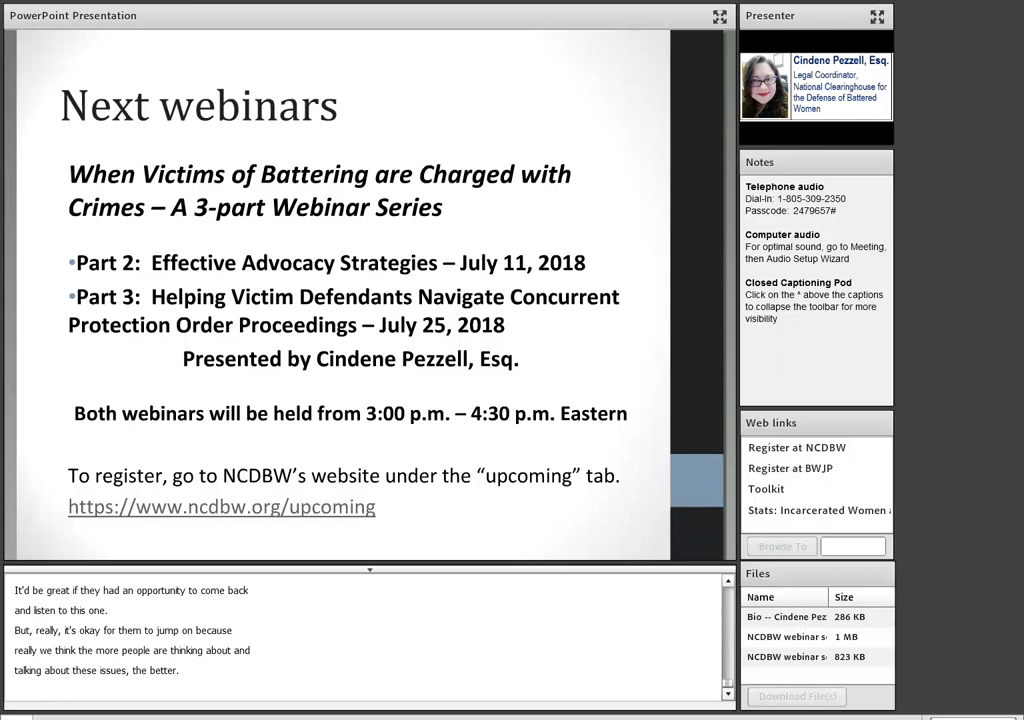 PowerPoint Presentation
Next webinars
When Victims of Battering are Charged with
Crimes – A 3-part Webinar Series
•Part 2:  Effective Advocacy Strategies – July 11, 2018
•Part 3:  Helping Victim Defendants Navigate Concurrent
Protection Order Proceedings – July 25, 2018
Presented by Cindene Pezzell, Esq.
Both webinars will be held from 3:00 p.m. – 4:30 p.m. Eastern
To register, go to NCDBW’s website under the “upcoming” tab.
https://www.ncdbw.org/upcoming
It'd be great if they had an opportunity to come back
and listen to this one.
But, really, it's okay for them to jump on because
really we think the more people are thinking about and
talking about these issues, the better.
Presenter
Cindene Pezzell, Esq.
Legal Coordinator,
National Clearinghouse for
the Defense of Battered
Women
Notes
Telephone audio
Dial-In: 1-805-309-2350
Passcode: 2479657#
Computer audio
For optimal sound, go to Meeting,
then Audio Setup Wizard
Closed Captioning Pod
Click on the ^ above the captions
to collapse the toolbar for more
visibility
Web links
Register at NCDBW
Register at BWJP
Toolkit
Stats: Incarcerated Women
Browse To
Files
Name Size
Bio -- Cindene Pez 286 KB
NCDBW webinar s 1 MB
NCDBW webinar s 823 KB
Download File(s)